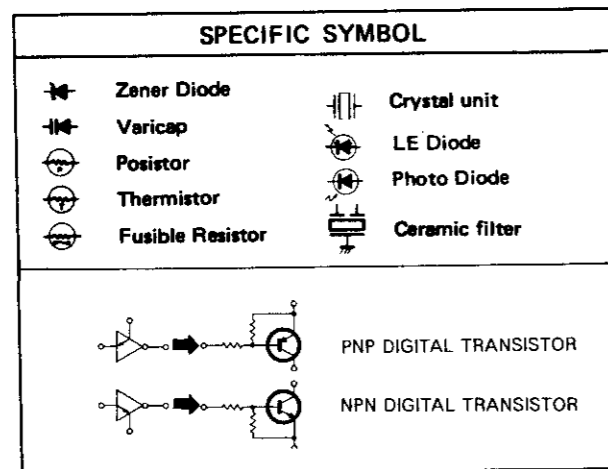 SPECIFIC SYMBOL
Zener Diode
Varicap
Posistor
Thermistor
Fusible Resistor
Crystal unit
LE Diode
Photo Diode
Ceramic filter
PNP DIGITAL TRANSISTOR
NPN DIGITAL TRANSISTOR